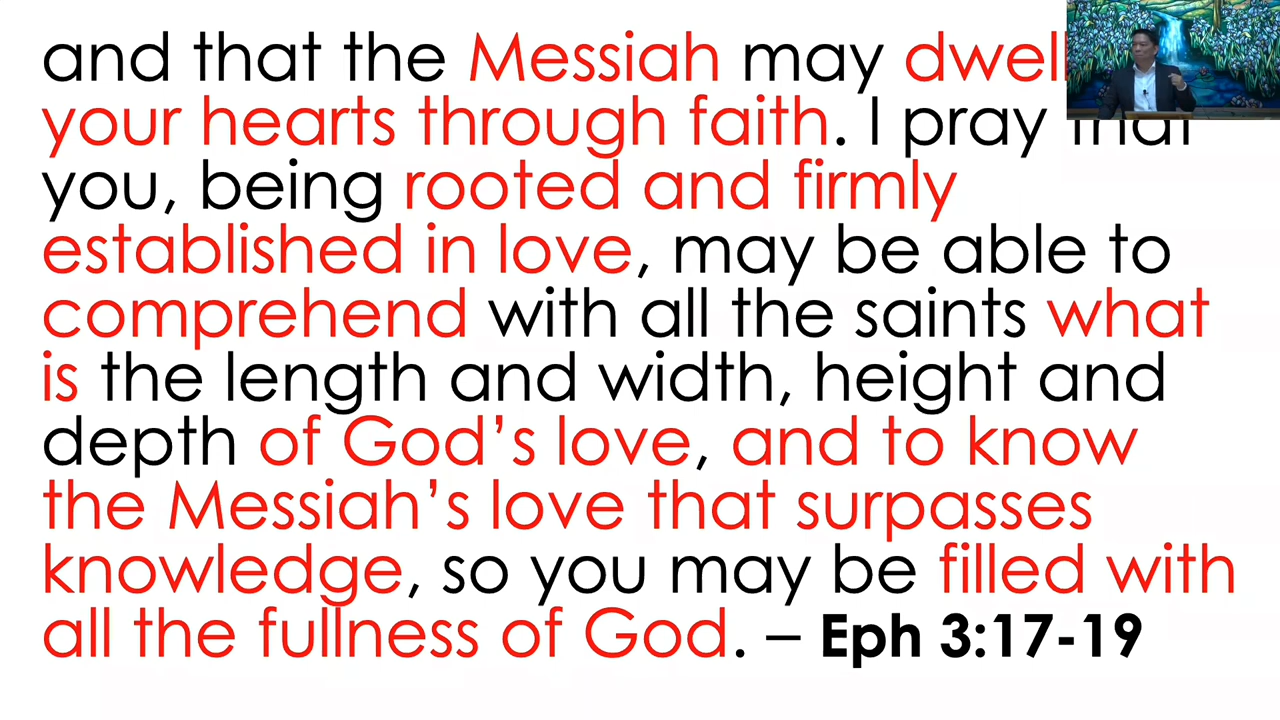 and that the Messiah may dwell
your hearts through faith. I pray that
you, being rooted and firmly
established in love, may be able to
comprehend with all the saints what
is the length and width, height and
depth of God’s love, and to know
the Messiah’s love that surpasses
knowledge, so you may be filled with
all the fullness of God. – Eph 3:17-19